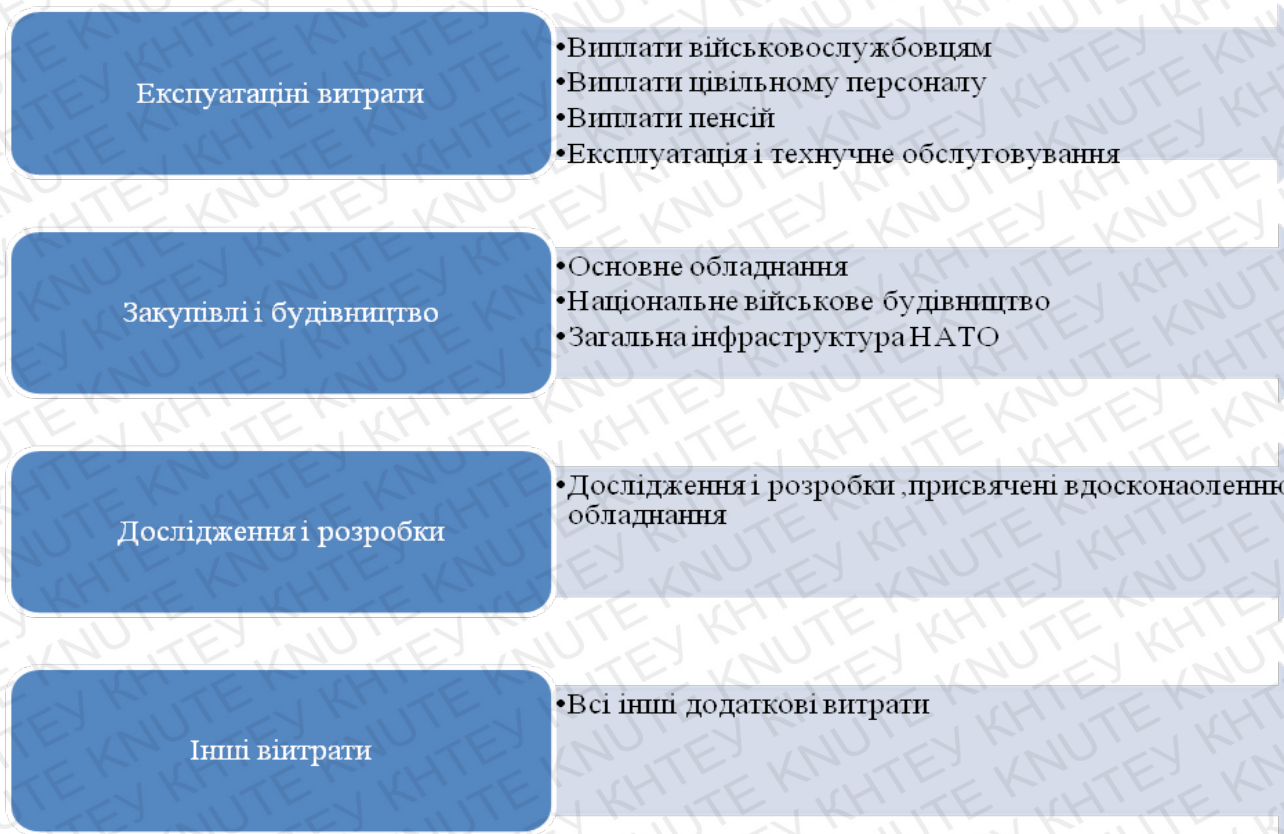 Експуатаціні витрати
•Виплати військовослужбовцям
•Виплати цівільному персоналу
•Виплати пенсій
•Експлуатація і технучне обслуговування
Закупівлі і будівництво
•Основне обладнання
•Національне військове будівництво
•Загальна інфраструктура НАТО
Дослідження і розробки
•Дослідження і розробки ,присвячені вдосконаоленню
обладнання
Інші віитрати
•Всі інші додаткові витрати